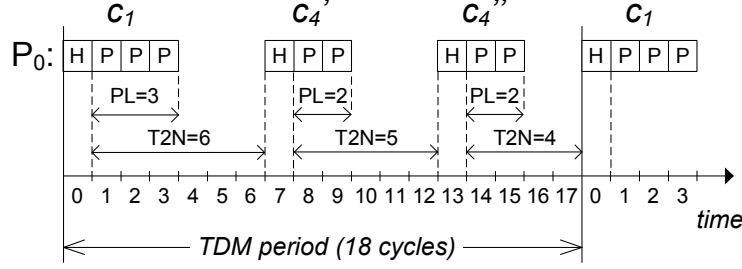 c1 c4' c4'' c1
P0: H P P P H P P H P P H P P P
PL=3 PL=2 PL=2
T2N=6 T2N=5 T2N=4
0 1 2 3 4 5 6 7 8 9 10 11 12 13 14 15 16 17 0 1 2 3
time
TDM period (18 cycles)